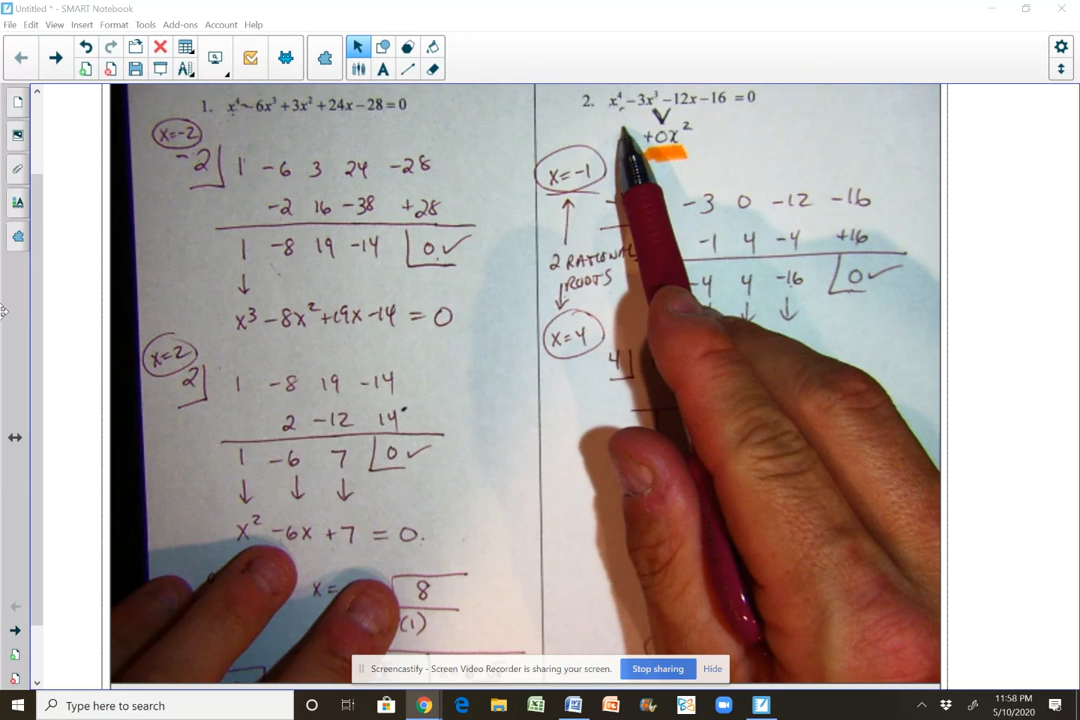 Untitled * - SMART Notebook
File Edit View Insert Format Tools Add-ons Account Help
1. x⁴ - 6x³ + 3x² + 24x - 28 = 0
x=-2
-2 1 -6 3 24 -28
-2 16 -38 +28
1 -8 19 -14 0 ✓
↓
x³ - 8x² + 19x - 14 = 0
x=2
2 1 -8 19 -14
2 -12 14
1 -6 7 0 ✓
↓ ↓ ↓
x² - 6x + 7 = 0.
x =
8
(1)
2. x⁴ - 3x³ - 12x - 16 = 0
+0x²
x=-1
- -3 0 -12 -16
-1 4 -4 +16
-4 4 -16 0 ✓
2 RATIONAL
ROOTS
x=4
4
Screencastify - Screen Video Recorder is sharing your screen. Stop sharing Hide
Type here to search
11:58 PM
5/10/2020